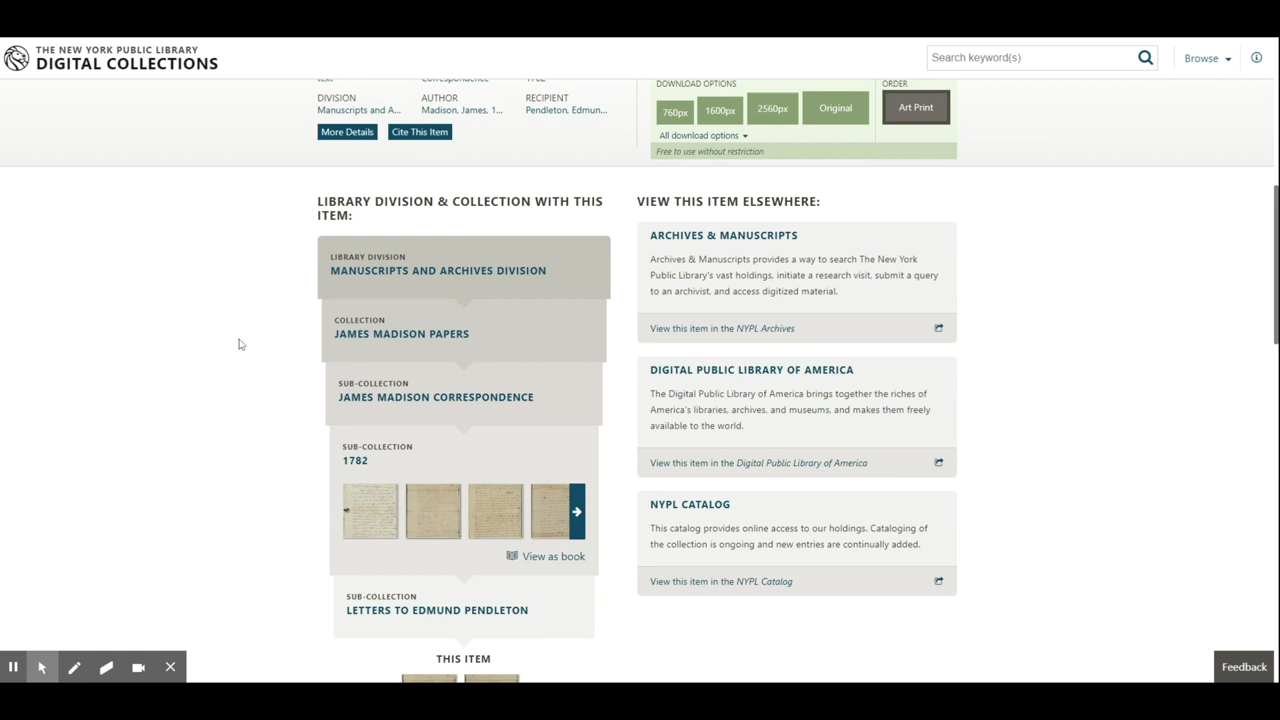 THE NEW YORK PUBLIC LIBRARY
DIGITAL COLLECTIONS
Search keyword(s)
Browse
DIVISION
Manuscripts and A...
AUTHOR
Madison, James, 1...
RECIPIENT
Pendleton, Edmun...
More Details
Cite This Item
DOWNLOAD OPTIONS
760px
1600px
2560px
Original
All download options
Free to use without restriction
ORDER
Art Print
LIBRARY DIVISION & COLLECTION WITH THIS
ITEM:
LIBRARY DIVISION
MANUSCRIPTS AND ARCHIVES DIVISION
COLLECTION
JAMES MADISON PAPERS
SUB-COLLECTION
JAMES MADISON CORRESPONDENCE
SUB-COLLECTION
1782
View as book
SUB-COLLECTION
LETTERS TO EDMUND PENDLETON
THIS ITEM
VIEW THIS ITEM ELSEWHERE:
ARCHIVES & MANUSCRIPTS
Archives & Manuscripts provides a way to search The New York
Public Library's vast holdings, initiate a research visit, submit a query
to an archivist, and access digitized material.
View this item in the NYPL Archives
DIGITAL PUBLIC LIBRARY OF AMERICA
The Digital Public Library of America brings together the riches of
America's libraries, archives, and museums, and makes them freely
available to the world.
View this item in the Digital Public Library of America
NYPL CATALOG
This catalog provides online access to our holdings. Cataloging of
the collection is ongoing and new entries are continually added.
View this item in the NYPL Catalog
Feedback